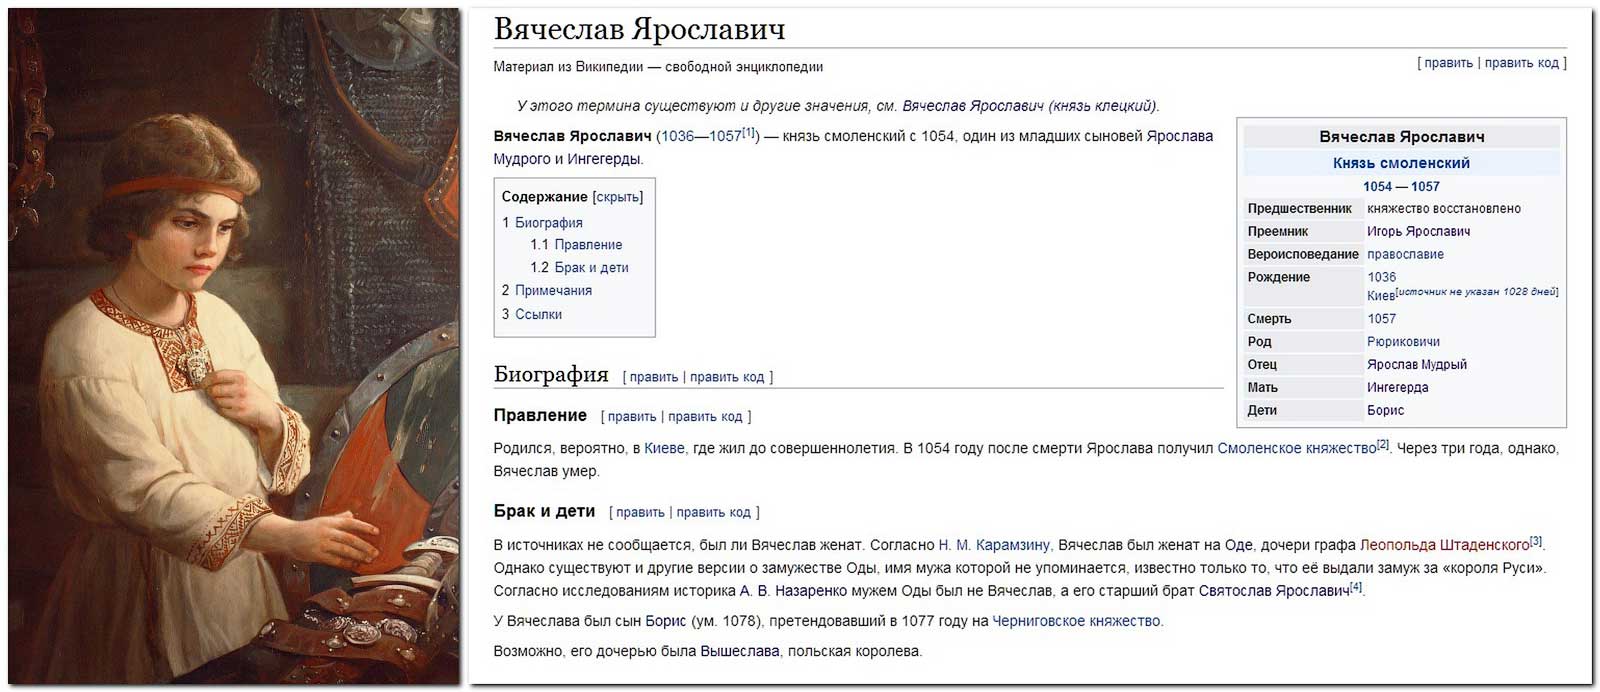 Вячеслав Ярославич
Материал из Википедии — свободной энциклопедии
[ править | править код ]
У этого термина существуют и другие значения, см. Вячеслав Ярославич (князь клецкий).
Вячеслав Ярославич (1036—1057[1]) — князь смоленский с 1054, один из младших сыновей Ярослава
Мудрого и Ингегерды.
Содержание [скрыть]
1 Биография
1.1 Правление
1.2 Брак и дети
2 Примечания
3 Ссылки
Вячеслав Ярославич
Князь смоленский
1054 — 1057
Предшественник княжество восстановлено
Преемник Игорь Ярославич
Вероисповедание православие
Рождение 1036
Киев[источник не указан 1028 дней]
Смерть 1057
Род Рюриковичи
Отец Ярослав Мудрый
Мать Ингегерда
Дети Борис
Биография [ править | править код ]
Правление [ править | править код ]
Родился, вероятно, в Киеве, где жил до совершеннолетия. В 1054 году после смерти Ярослава получил Смоленское княжество[2]. Через три года, однако,
Вячеслав умер.
Брак и дети [ править | править код ]
В источниках не сообщается, был ли Вячеслав женат. Согласно Н. М. Карамзину, Вячеслав был женат на Оде, дочери графа Леопольда Штаденского[3].
Однако существуют и другие версии о замужестве Оды, имя мужа которой не упоминается, известно только то, что её выдали замуж за «короля Руси».
Согласно исследованиям историка А. В. Назаренко мужем Оды был не Вячеслав, а его старший брат Святослав Ярославич[4].
У Вячеслава был сын Борис (ум. 1078), претендовавший в 1077 году на Черниговское княжество.
Возможно, его дочерью была Вышеслава, польская королева.